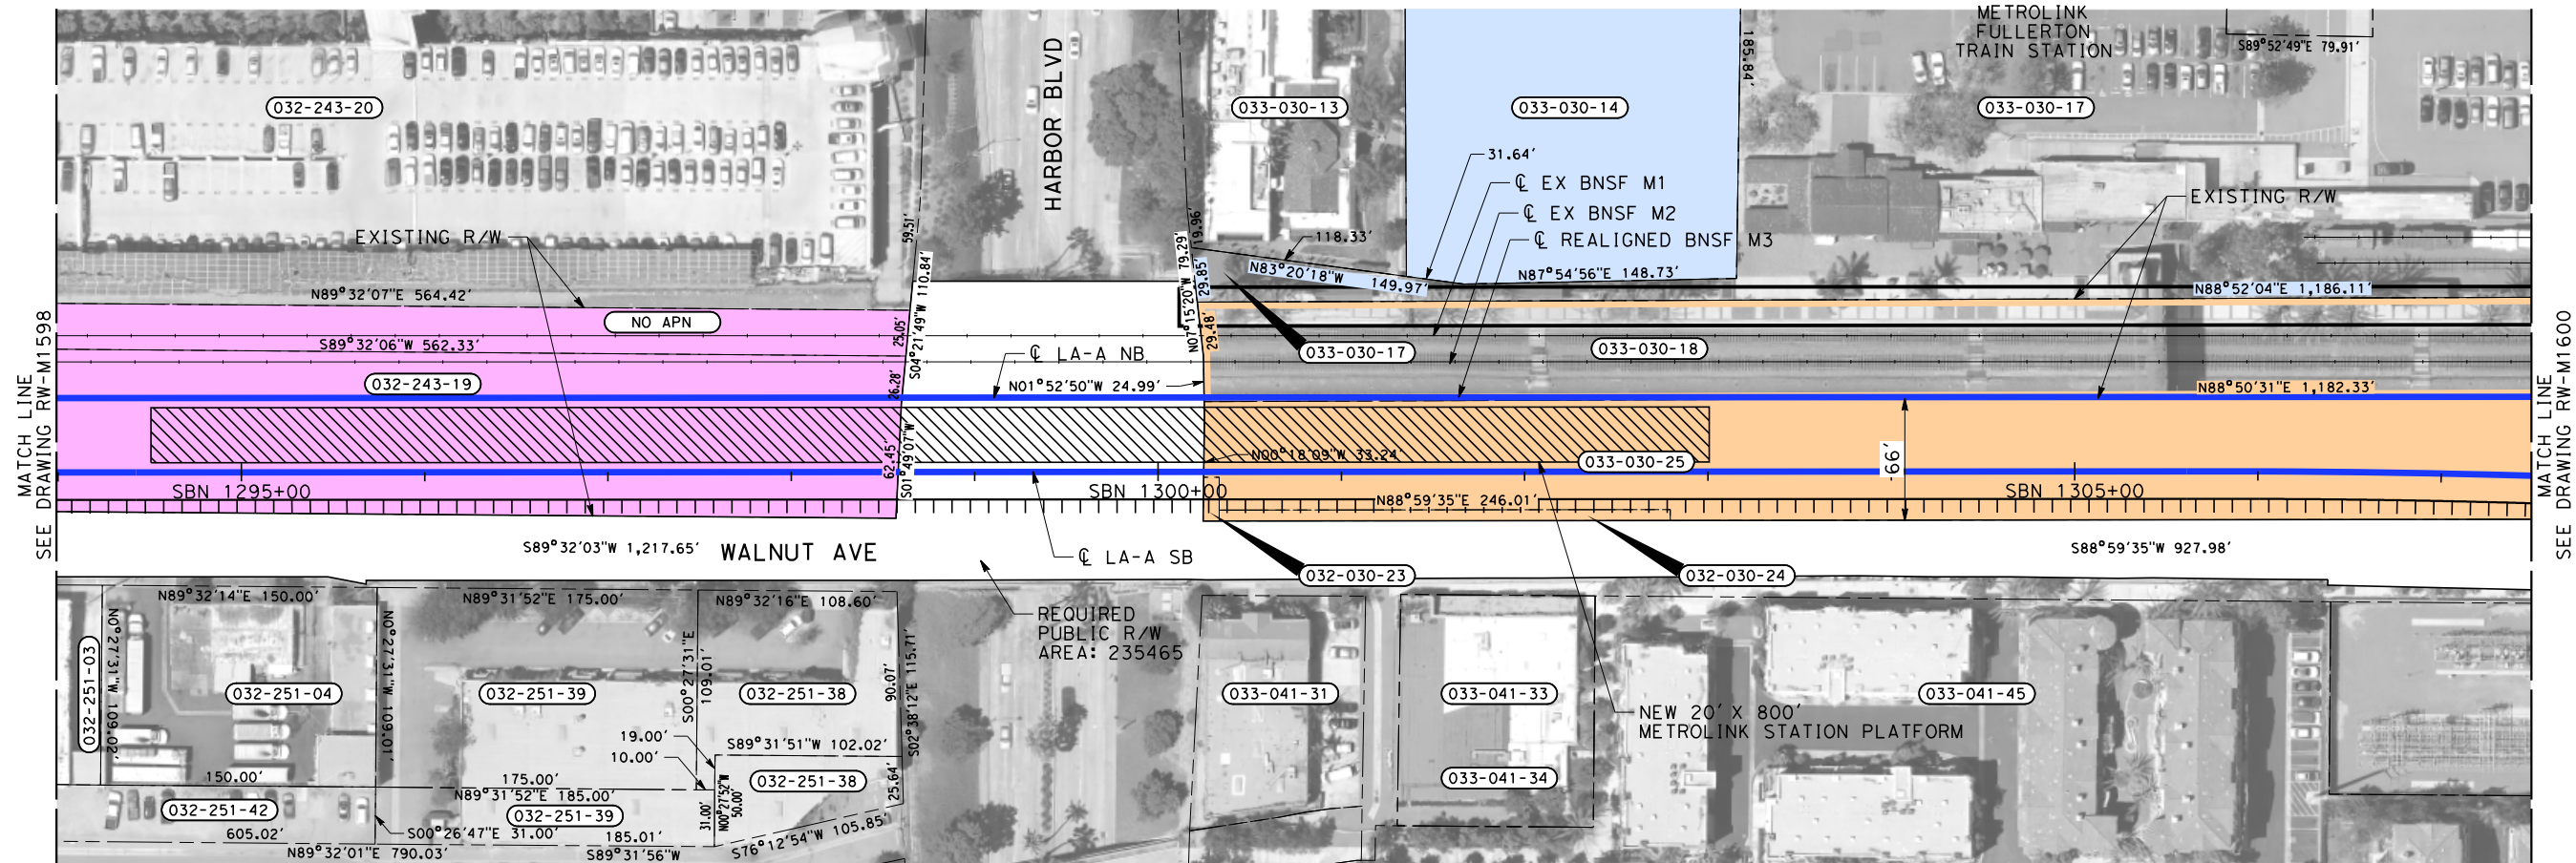 METROLINK
FULLERTON
TRAIN STATION
S89°52'49"E 79.91'
HARBOR BLVD
185.84'
032-243-20
033-030-13
033-030-14
033-030-17
31.64'
℄ EX BNSF M1
℄ EX BNSF M2
℄ REALIGNED BNSF M3
EXISTING R/W
EXISTING R/W
59.51'
19.96'
118.33'
N83°20'18"W 149.97'
N87°54'56"E 148.73'
N88°52'04"E 1,186.11'
N89°32'07"E 564.42'
NO APN
S89°32'06"W 562.33'
032-243-19
25.05'
26.28'
S04°21'49"W 110.84'
N07°15'20"W 79.29'
29.85'
29.48'
℄ LA-A NB
N01°52'50"W 24.99'
033-030-17
033-030-18
N88°50'31"E 1,182.33'
MATCH LINE
SEE DRAWING RW-M1598
MATCH LINE
SEE DRAWING RW-M1600
62.45'
S01°49'07"W
N00°18'09"W 33.24'
033-030-25
66'
SBN 1295+00
SBN 1300+00
SBN 1305+00
N88°59'35"E 246.01'
S89°32'03"W 1,217.65'
WALNUT AVE
℄ LA-A SB
S88°59'35"W 927.98'
032-030-23
032-030-24
N89°32'14"E 150.00'
N89°31'52"E 175.00'
N89°32'16"E 108.60'
REQUIRED
PUBLIC R/W
AREA: 235465
032-251-03
N0°27'31"W 109.02'
032-251-04
N0°27'31"W 109.01'
032-251-39
S00°27'31"E
109.01'
032-251-38
90.07'
S02°38'12"E 115.71'
033-041-31
033-041-33
033-041-45
NEW 20' X 800'
METROLINK STATION PLATFORM
19.00'
10.00'
S89°31'51"W 102.02'
150.00'
175.00'
N89°31'52"E 185.00'
032-251-38
25.64'
033-041-34
032-251-42
032-251-39
31.00'
N00°27'52"W
50.00'
605.02'
S00°26'47"E 31.00'
185.01'
S76°12'54"W 105.85'
N89°32'01"E 790.03'
S89°31'56"W